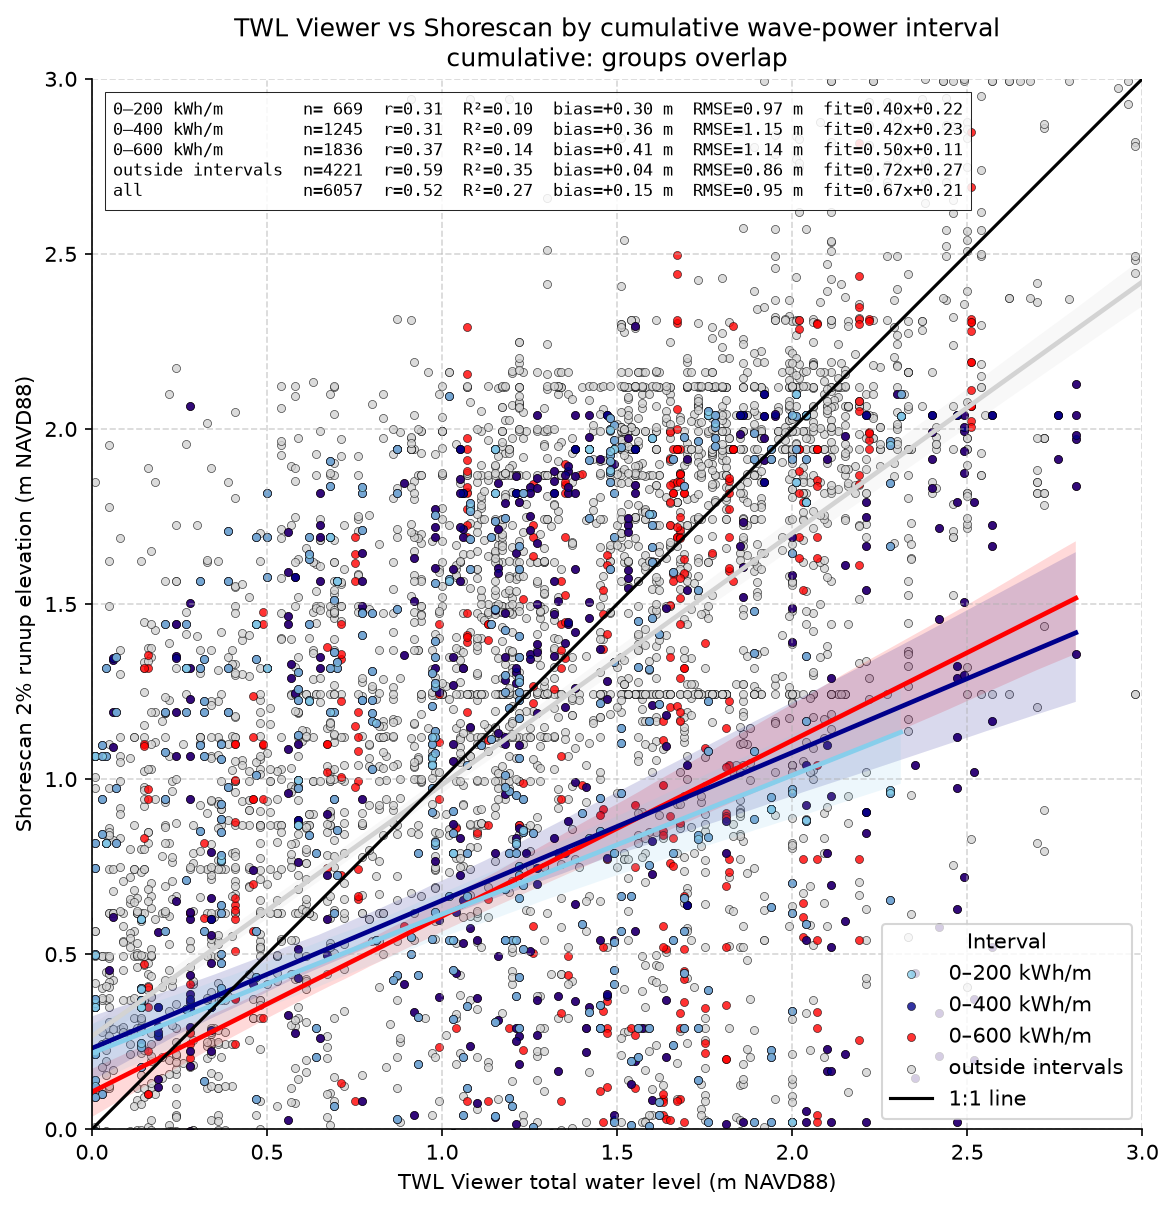 TWL Viewer vs Shorescan by cumulative wave-power interval
cumulative: groups overlap
0–200 kWh/m n= 669 r=0.31 R²=0.10 bias=+0.30 m RMSE=0.97 m fit=0.40x+0.22
0–400 kWh/m n=1245 r=0.31 R²=0.09 bias=+0.36 m RMSE=1.15 m fit=0.42x+0.23
0–600 kWh/m n=1836 r=0.37 R²=0.14 bias=+0.41 m RMSE=1.14 m fit=0.50x+0.11
outside intervals n=4221 r=0.59 R²=0.35 bias=+0.04 m RMSE=0.86 m fit=0.72x+0.27
all n=6057 r=0.52 R²=0.27 bias=+0.15 m RMSE=0.95 m fit=0.67x+0.21
Shorescan 2% runup elevation (m NAVD88)
3.0
2.5
2.0
1.5
1.0
0.5
0.0
Interval
0–200 kWh/m
0–400 kWh/m
0–600 kWh/m
outside intervals
1:1 line
0.0 0.5 1.0 1.5 2.0 2.5 3.0
TWL Viewer total water level (m NAVD88)